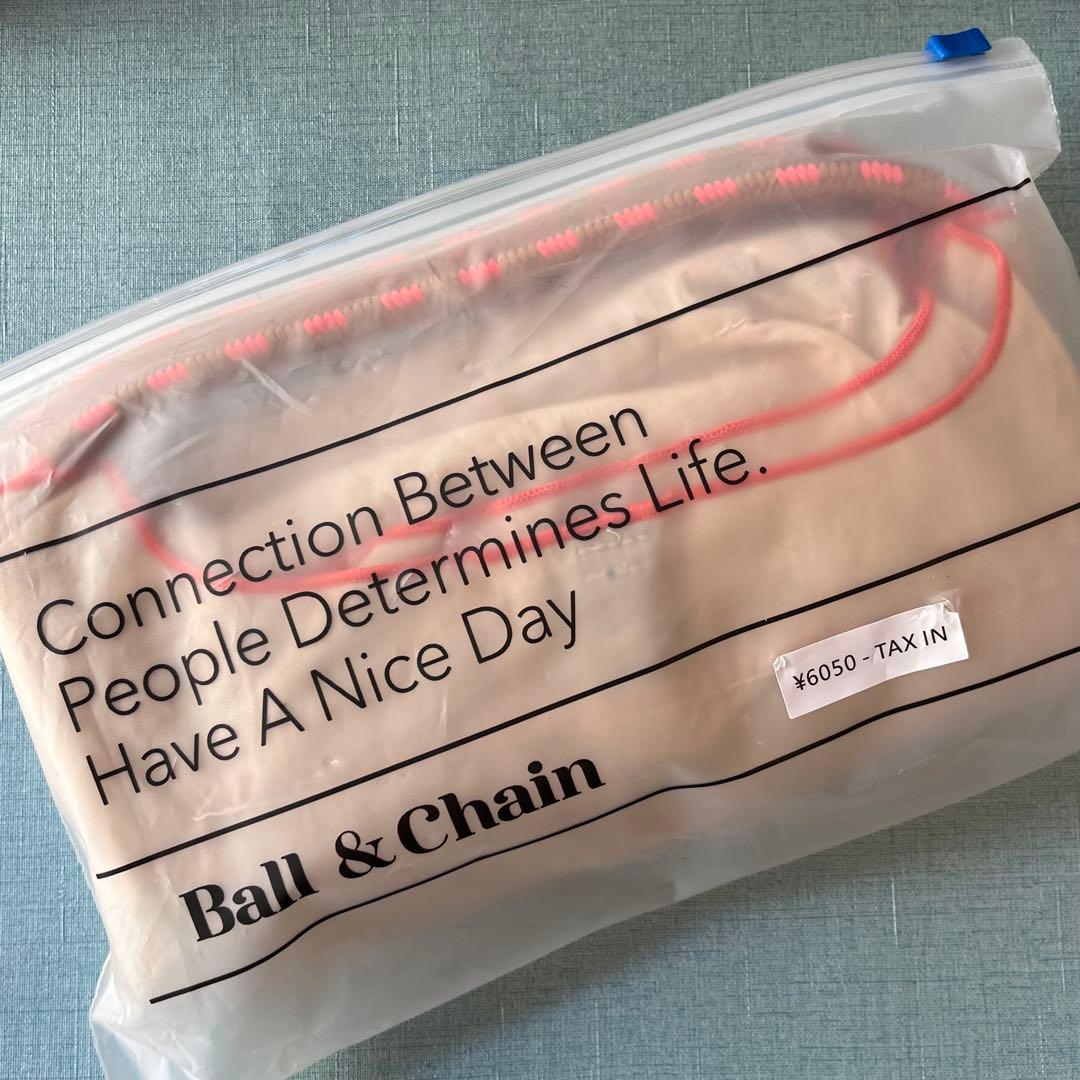 Connection Between
People Determines Life.
Have A Nice Day
¥6050 - TAX IN
Ball & Chain